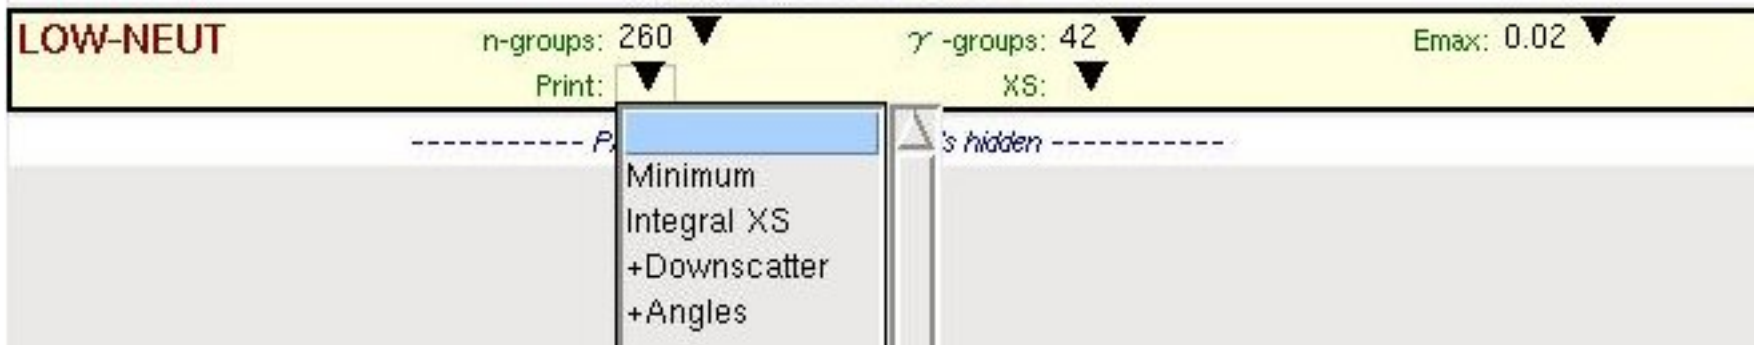 LOW-NEUT n-groups: 260 γ -groups: 42 Emax: 0.02
Print: XS:
----------- 's hidden -----------
Minimum
Integral XS
+Downscatter
+Angles